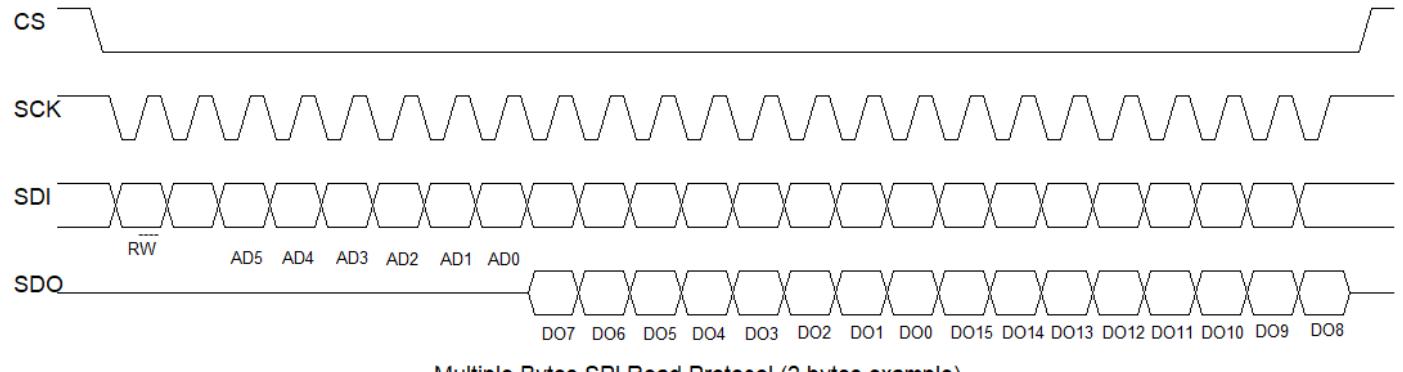 CS
SCK
SDI
RW
AD5 AD4 AD3 AD2 AD1 AD0
SDO
DO7 DO6 DO5 DO4 DO3 DO2 DO1 DO0 DO15 DO14 DO13 DO12 DO11 DO10 DO9 DO8
Multiple Bytes SPI Read Protocol (2 bytes example)